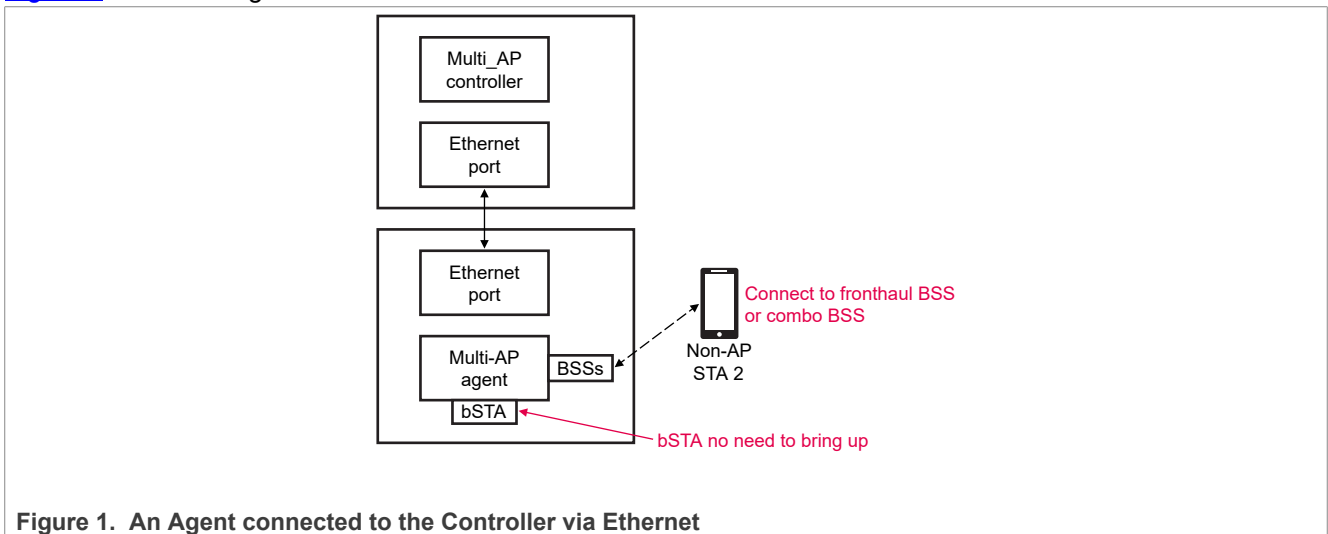 Multi_AP
controller
Ethernet
port
Ethernet
port
Multi-AP
agent
BSSs
bSTA
Connect to fronthaul BSS
or combo BSS
Non-AP
STA 2
bSTA no need to bring up
Figure 1. An Agent connected to the Controller via Ethernet